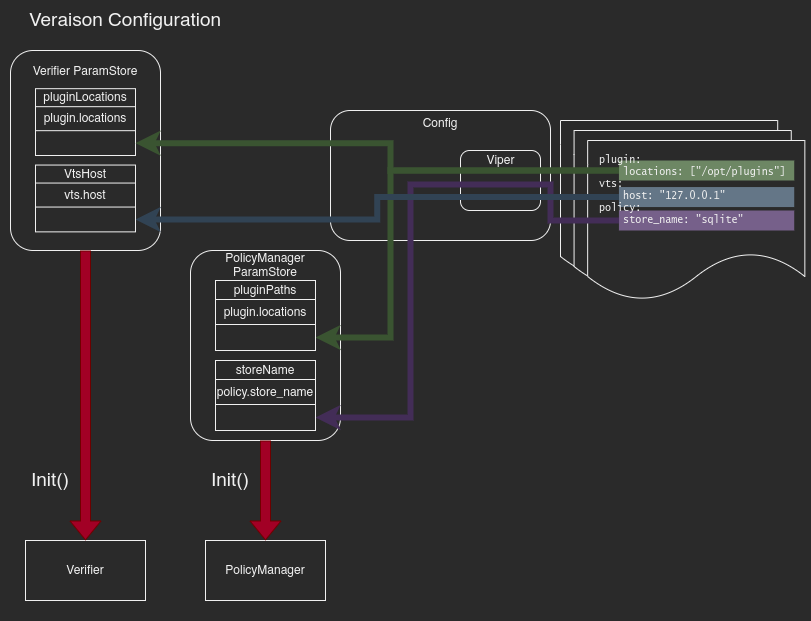 Veraison Configuration
Verifier ParamStore
pluginLocations
plugin.locations
VtsHost
vts.host
Config
Viper
plugin:
locations: ["/opt/plugins"]
vts:
host: "127.0.0.1"
policy:
store_name: "sqlite"
PolicyManager
ParamStore
pluginPaths
plugin.locations
storeName
policy.store_name
Init()
Init()
Verifier
PolicyManager